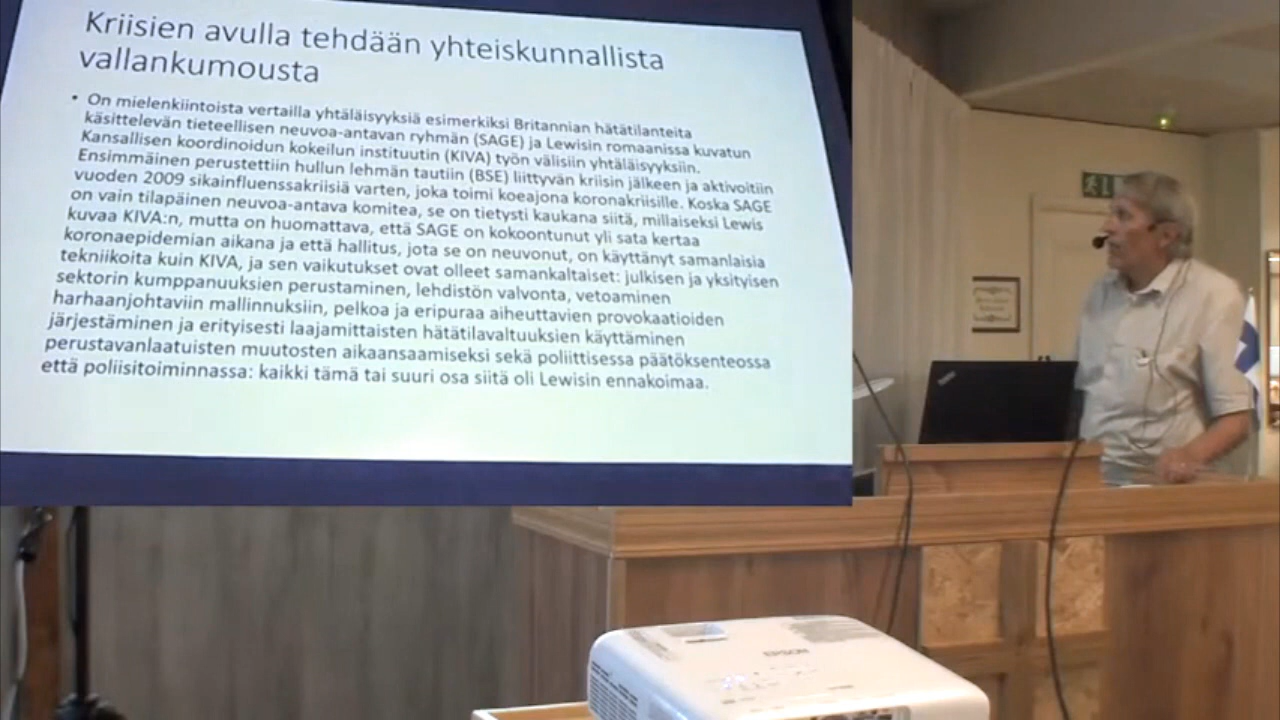 Kriisien avulla tehdään yhteiskunnallista
vallankumousta
• On mielenkiintoista vertailla yhtäläisyyksiä esimerkiksi Britannian hätätilanteita
käsittelevän tieteellisen neuvoa-antavan ryhmän (SAGE) ja Lewisin romaanissa kuvatun
Kansallisen koordinoidun kokeilun instituutin (KIVA) työn välisiin yhtäläisyyksiin.
Ensimmäinen perustettiin hullun lehmän tautiin (BSE) liittyvän kriisin jälkeen ja aktivoitiin
vuoden 2009 sikainfluenssakriisiä varten, joka toimi koeajona koronakriisille. Koska SAGE
on vain tilapäinen neuvoa-antava komitea, se on tietysti kaukana siitä, millaiseksi Lewis
kuvaa KIVA:n, mutta on huomattava, että SAGE on kokoontunut yli sata kertaa
koronaepidemian aikana ja että hallitus, jota se on neuvonut, on käyttänyt samanlaisia
tekniikoita kuin KIVA, ja sen vaikutukset ovat olleet samankaltaiset: julkisen ja yksityisen
sektorin kumppanuuksien perustaminen, lehdistön valvonta, vetoaminen
harhaanjohtaviin mallinnuksiin, pelkoa ja eripuraa aiheuttavien provokaatioiden
järjestäminen ja erityisesti laajamittaisten hätätilavaltuuksien käyttäminen
perustavanlaatuisten muutosten aikaansaamiseksi sekä poliittisessa päätöksenteossa
että poliisitoiminnassa: kaikki tämä tai suuri osa siitä oli Lewisin ennakoimaa.
EPSON